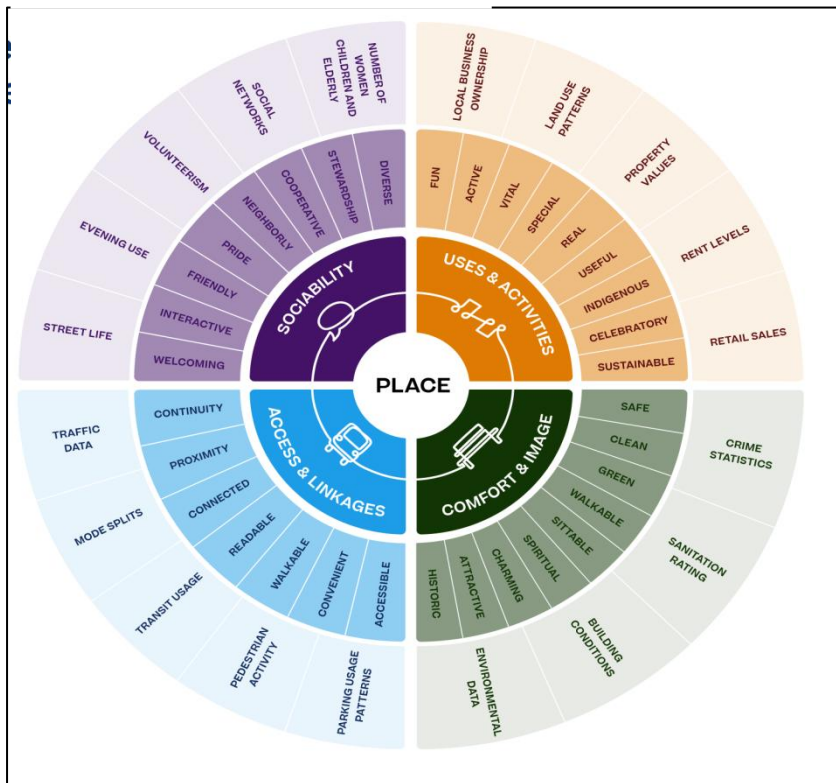 PLACE
SOCIABILITY
USES & ACTIVITIES
ACCESS & LINKAGES
COMFORT & IMAGE
DIVERSE
STEWARDSHIP
COOPERATIVE
NEIGHBORLY
PRIDE
FRIENDLY
INTERACTIVE
WELCOMING
NUMBER OF
WOMEN
CHILDREN AND
ELDERLY
SOCIAL
NETWORKS
VOLUNTEERISM
EVENING USE
STREET LIFE
FUN
ACTIVE
VITAL
SPECIAL
REAL
USEFUL
INDIGENOUS
CELEBRATORY
SUSTAINABLE
LOCAL BUSINESS
OWNERSHIP
LAND USE
PATTERNS
PROPERTY
VALUES
RENT LEVELS
RETAIL SALES
CONTINUITY
PROXIMITY
CONNECTED
READABLE
WALKABLE
CONVENIENT
ACCESSIBLE
TRAFFIC
DATA
MODE SPLITS
TRANSIT USAGE
PEDESTRIAN
ACTIVITY
PARKING USAGE
PATTERNS
SAFE
CLEAN
GREEN
WALKABLE
SITTABLE
SPIRITUAL
CHARMING
ATTRACTIVE
HISTORIC
CRIME
STATISTICS
SANITATION
RATING
BUILDING
CONDITIONS
ENVIRONMENTAL
DATA